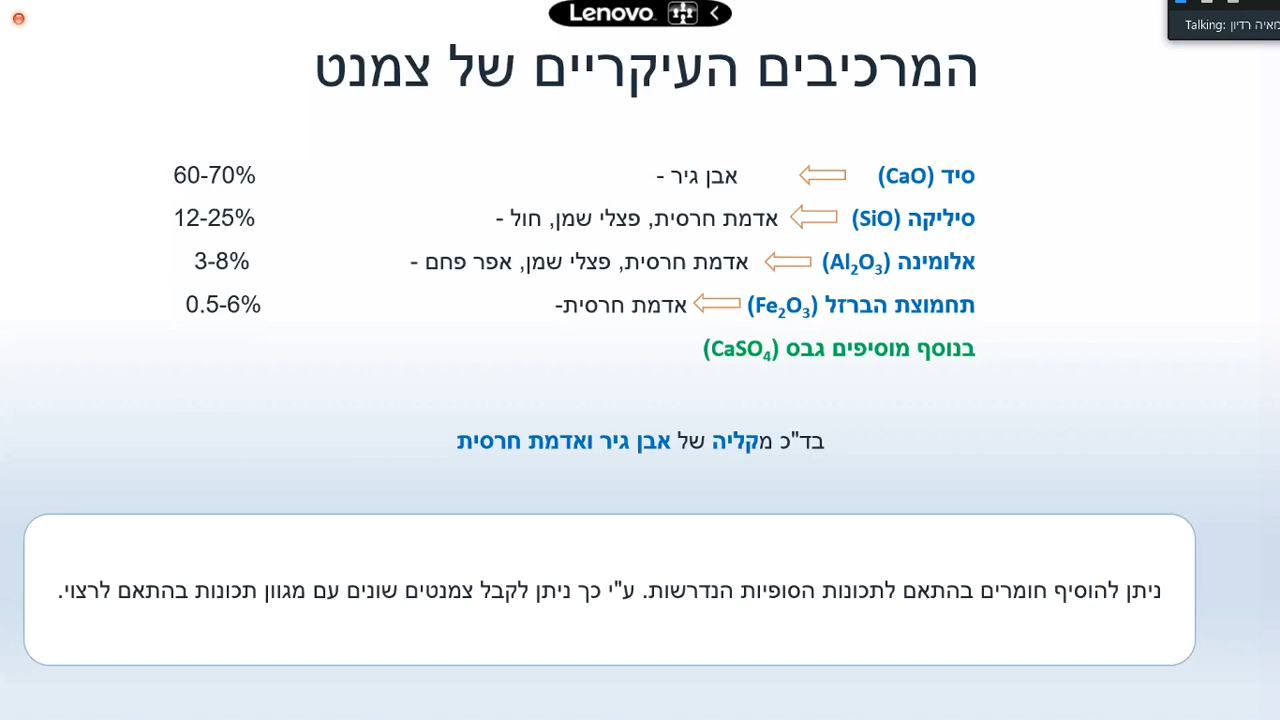 Lenovo
Talking: מאיה רדיון
המרכיבים העיקריים של צמנט
סיד (CaO) אבן גיר - 60-70%
סיליקה (SiO) אדמת חרסית, פצלי שמן, חול - 12-25%
אלומינה (Al₂O₃) אדמת חרסית, פצלי שמן, אפר פחם - 3-8%
תחמוצת הברזל (Fe₂O₃) אדמת חרסית- 0.5-6%
בנוסף מוסיפים גבס (CaSO₄)
בד"כ מקליה של אבן גיר ואדמת חרסית
ניתן להוסיף חומרים בהתאם לתכונות הסופיות הנדרשות. ע"י כך ניתן לקבל צמנטים שונים עם מגוון תכונות בהתאם לרצוי.